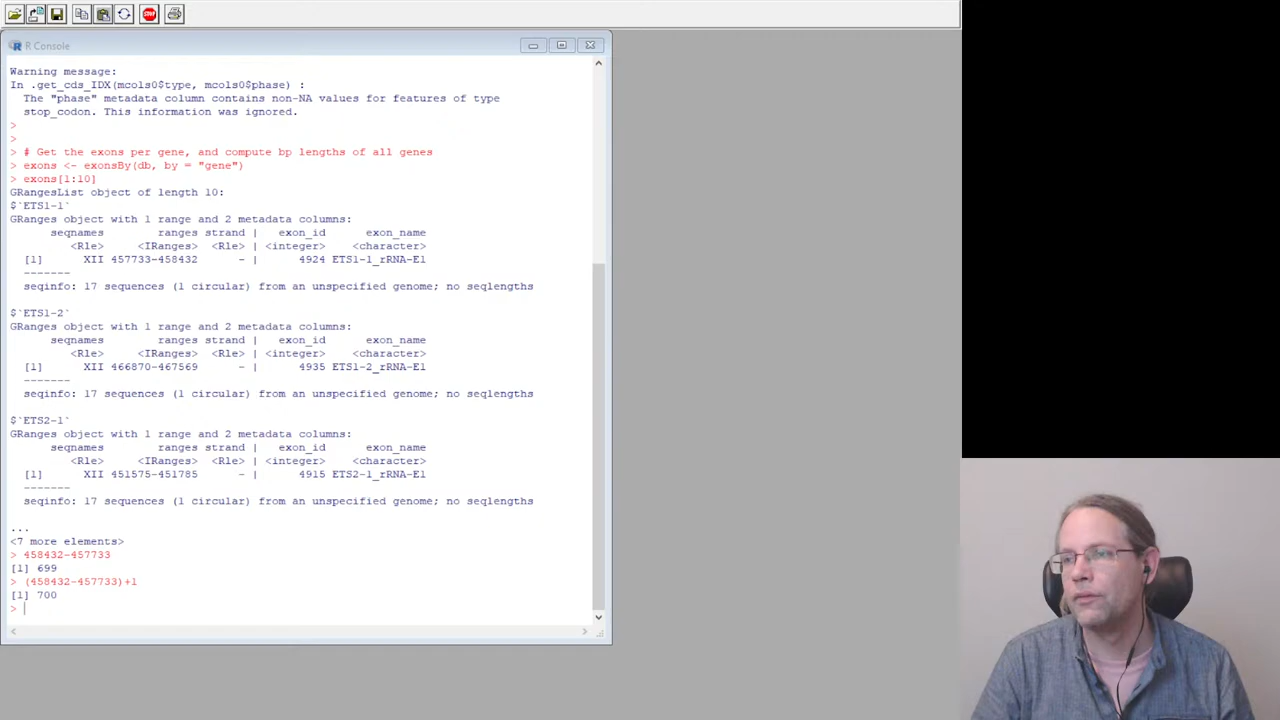 R Console
Warning message:
In .get_cds_IDX(mcols0$type, mcols0$phase) :
The "phase" metadata column contains non-NA values for features of type
stop_codon. This information was ignored.
>
>
> # Get the exons per gene, and compute bp lengths of all genes
> exons <- exonsBy(db, by = "gene")
> exons[1:10]
GRangesList object of length 10:
$`ETS1-1`
GRanges object with 1 range and 2 metadata columns:
seqnames ranges strand | exon_id exon_name
<Rle> <IRanges> <Rle> | <integer> <character>
[1] XII 457733-458432 - | 4924 ETS1-1_rRNA-E1
-------
seqinfo: 17 sequences (1 circular) from an unspecified genome; no seqlengths
$`ETS1-2`
GRanges object with 1 range and 2 metadata columns:
seqnames ranges strand | exon_id exon_name
<Rle> <IRanges> <Rle> | <integer> <character>
[1] XII 466870-467569 - | 4935 ETS1-2_rRNA-E1
-------
seqinfo: 17 sequences (1 circular) from an unspecified genome; no seqlengths
$`ETS2-1`
GRanges object with 1 range and 2 metadata columns:
seqnames ranges strand | exon_id exon_name
<Rle> <IRanges> <Rle> | <integer> <character>
[1] XII 451575-451785 - | 4915 ETS2-1_rRNA-E1
-------
seqinfo: 17 sequences (1 circular) from an unspecified genome; no seqlengths
...
<7 more elements>
> 458432-457733
[1] 699
> (458432-457733)+1
[1] 700
>